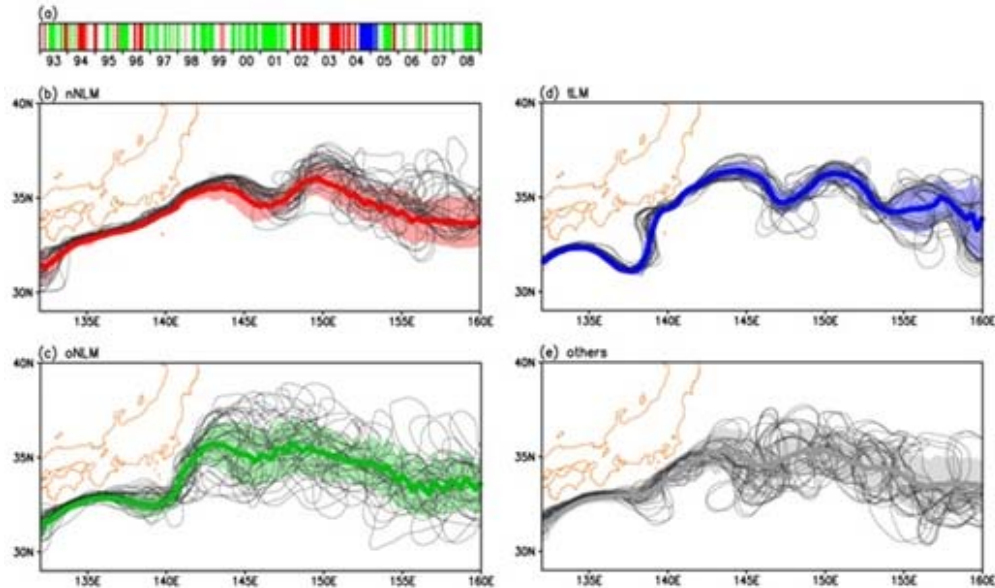 (a)
93 94 95 96 97 98 99 00 01 02 03 04 05 06 07 08
(b) nNLM
40N
35N
30N
135E 140E 145E 150E 155E 160E
(d) tLM
40N
35N
30N
135E 140E 145E 150E 155E 160E
(c) oNLM
40N
35N
30N
135E 140E 145E 150E 155E 160E
(e) others
40N
35N
30N
135E 140E 145E 150E 155E 160E